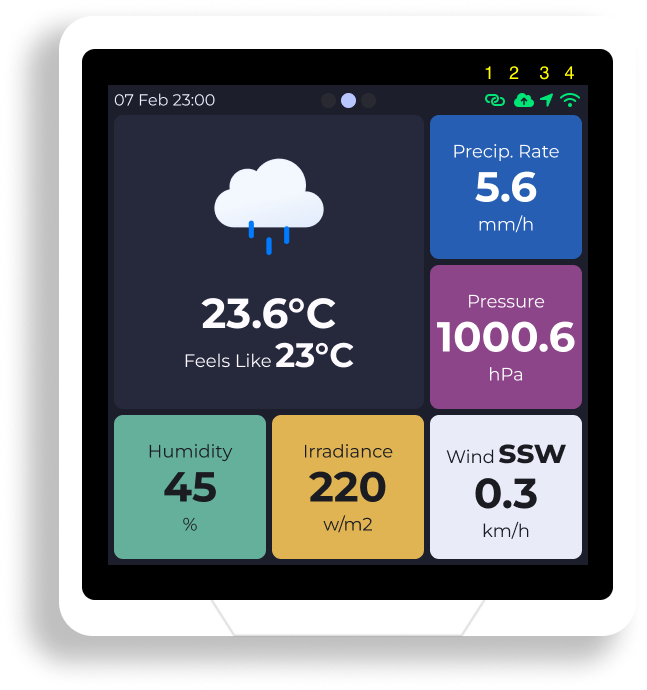 1 2 3 4
07 Feb 23:00
Precip. Rate
5.6
mm/h
23.6°C
Feels Like 23°C
Pressure
1000.6
hPa
Humidity
45
%
Irradiance
220
w/m2
Wind SSW
0.3
km/h